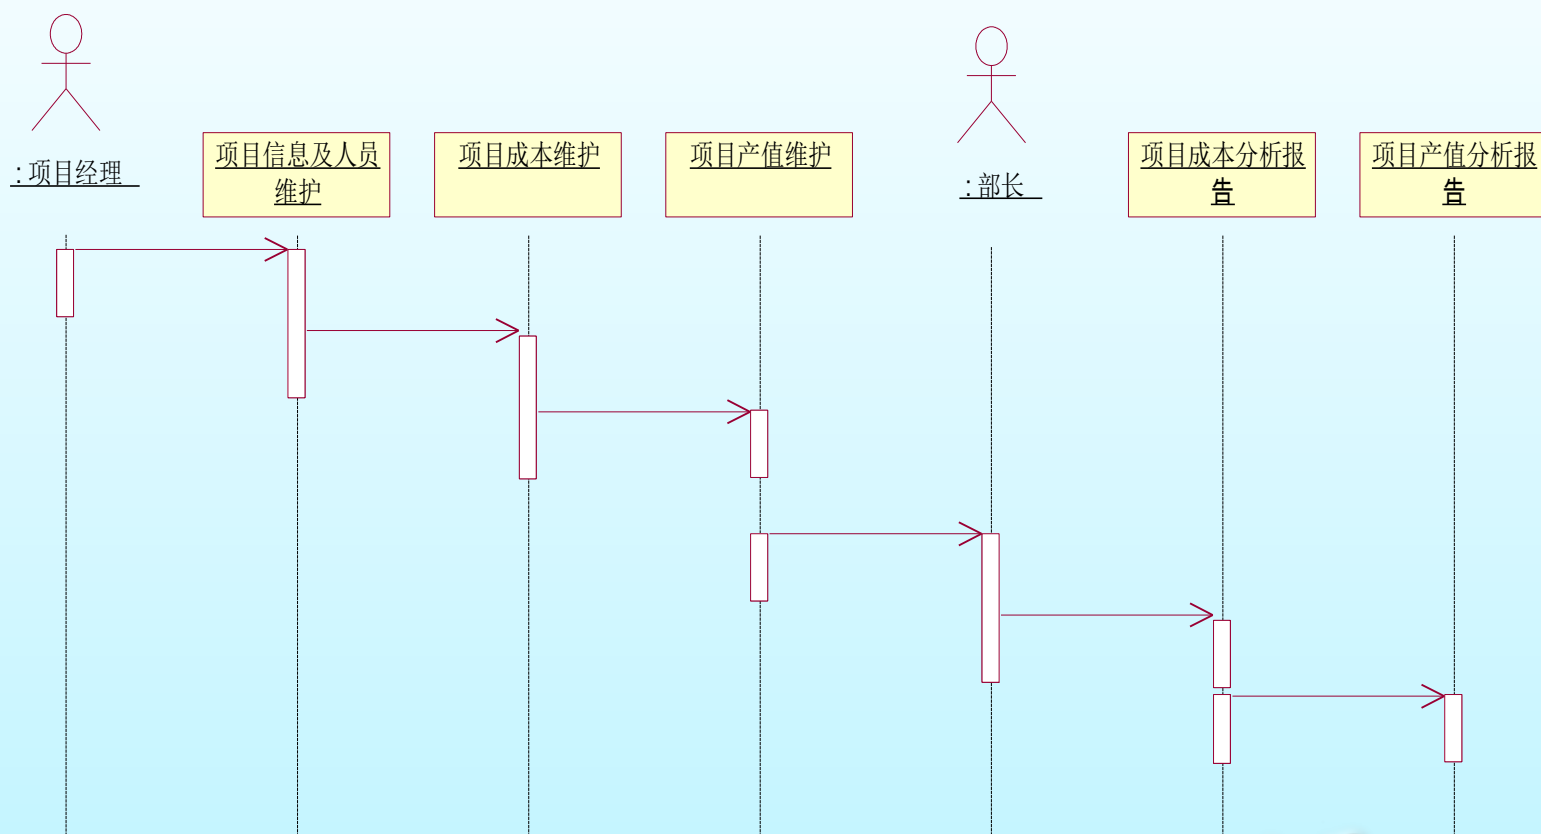 :项目经理
项目信息及人员
维护
项目成本维护
项目产值维护
:部长
项目成本分析报
告
项目产值分析报
告